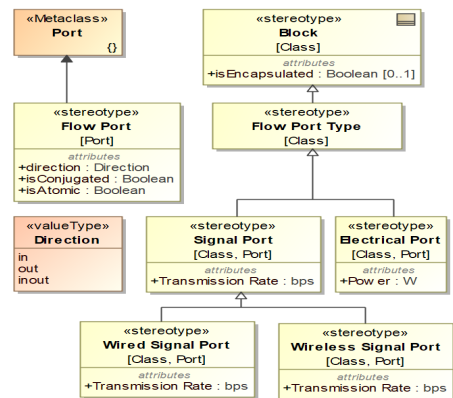 «Metaclass»
Port
{}
«stereotype»
Block
[Class]
attributes
+isEncapsulated : Boolean [0..1]
«stereotype»
Flow Port
[Port]
attributes
+direction : Direction
+isConjugated : Boolean
+isAtomic : Boolean
«stereotype»
Flow Port Type
[Class]
«valueType»
Direction
in
out
inout
«stereotype»
Signal Port
[Class, Port]
attributes
+Transmission Rate : bps
«stereotype»
Electrical Port
[Class, Port]
attributes
+Power : W
«stereotype»
Wired Signal Port
[Class, Port]
attributes
+Transmission Rate : bps
«stereotype»
Wireless Signal Port
[Class, Port]
attributes
+Transmission Rate : bps